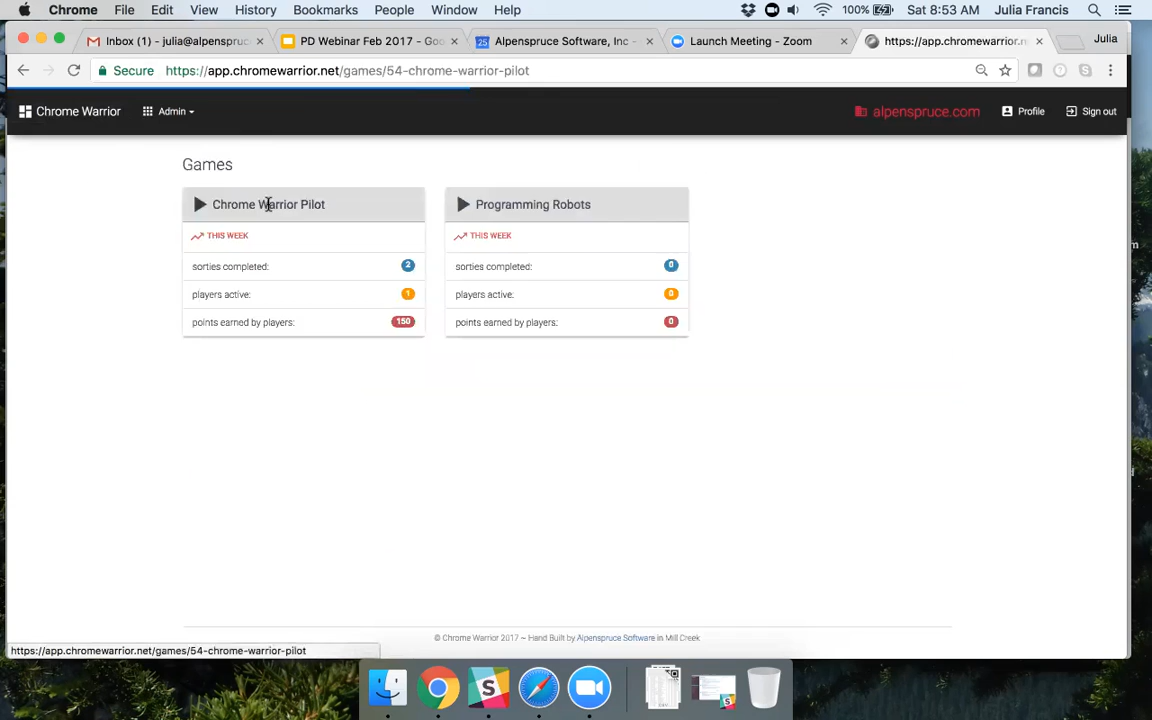 Chrome File Edit View History Bookmarks People Window Help 100% Sat 8:53 AM Julia Francis
Inbox (1) - julia@alpenspruc × PD Webinar Feb 2017 - Goo × 25 Alpenspruce Software, Inc - × Launch Meeting - Zoom × https://app.chromewarrior.n × Julia
Secure https://app.chromewarrior.net/games/54-chrome-warrior-pilot
Chrome Warrior Admin alpenspruce.com Profile Sign out
Games
Chrome Warrior Pilot Programming Robots
THIS WEEK THIS WEEK
sorties completed: 2 sorties completed: 0
players active: 1 players active: 0
points earned by players: 150 points earned by players: 0
© Chrome Warrior 2017 ~ Hand Built by Alpenspruce Software in Mill Creek
https://app.chromewarrior.net/games/54-chrome-warrior-pilot